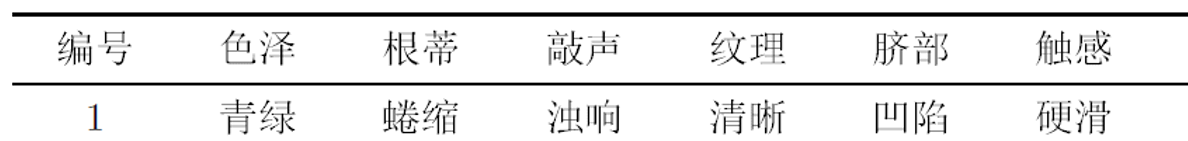 编号 色泽 根蒂 敲声 纹理 脐部 触感
1 青绿 蜷缩 浊响 清晰 凹陷 硬滑